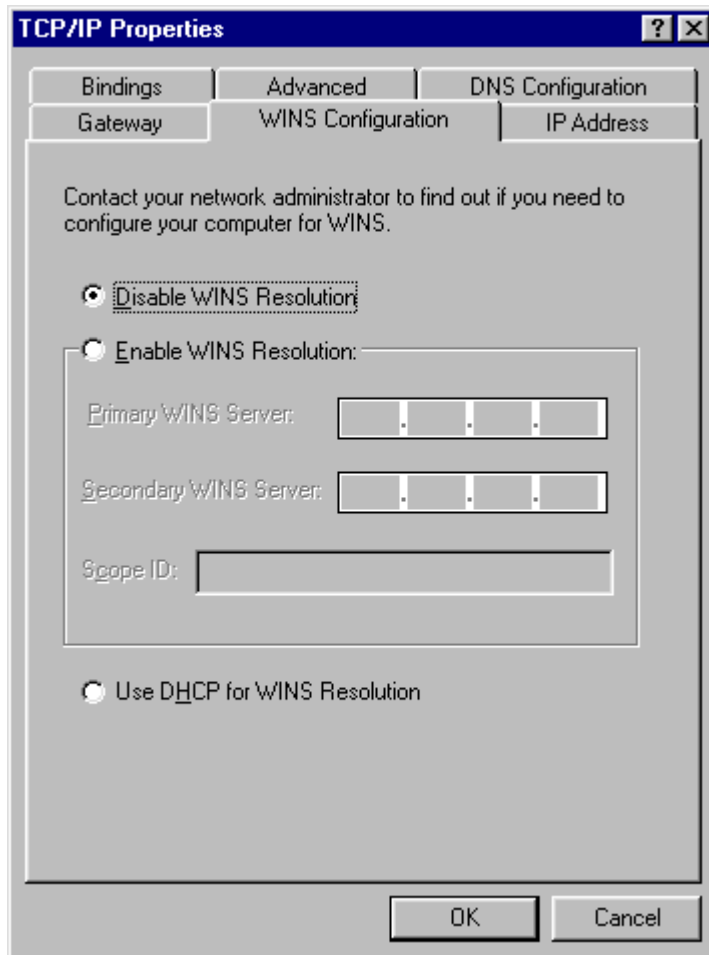 TCP/IP Properties
Bindings
Advanced
DNS Configuration
Gateway
WINS Configuration
IP Address
Contact your network administrator to find out if you need to
configure your computer for WINS.
Disable WINS Resolution
Enable WINS Resolution:
Primary WINS Server:
Secondary WINS Server:
Scope ID:
Use DHCP for WINS Resolution
OK
Cancel